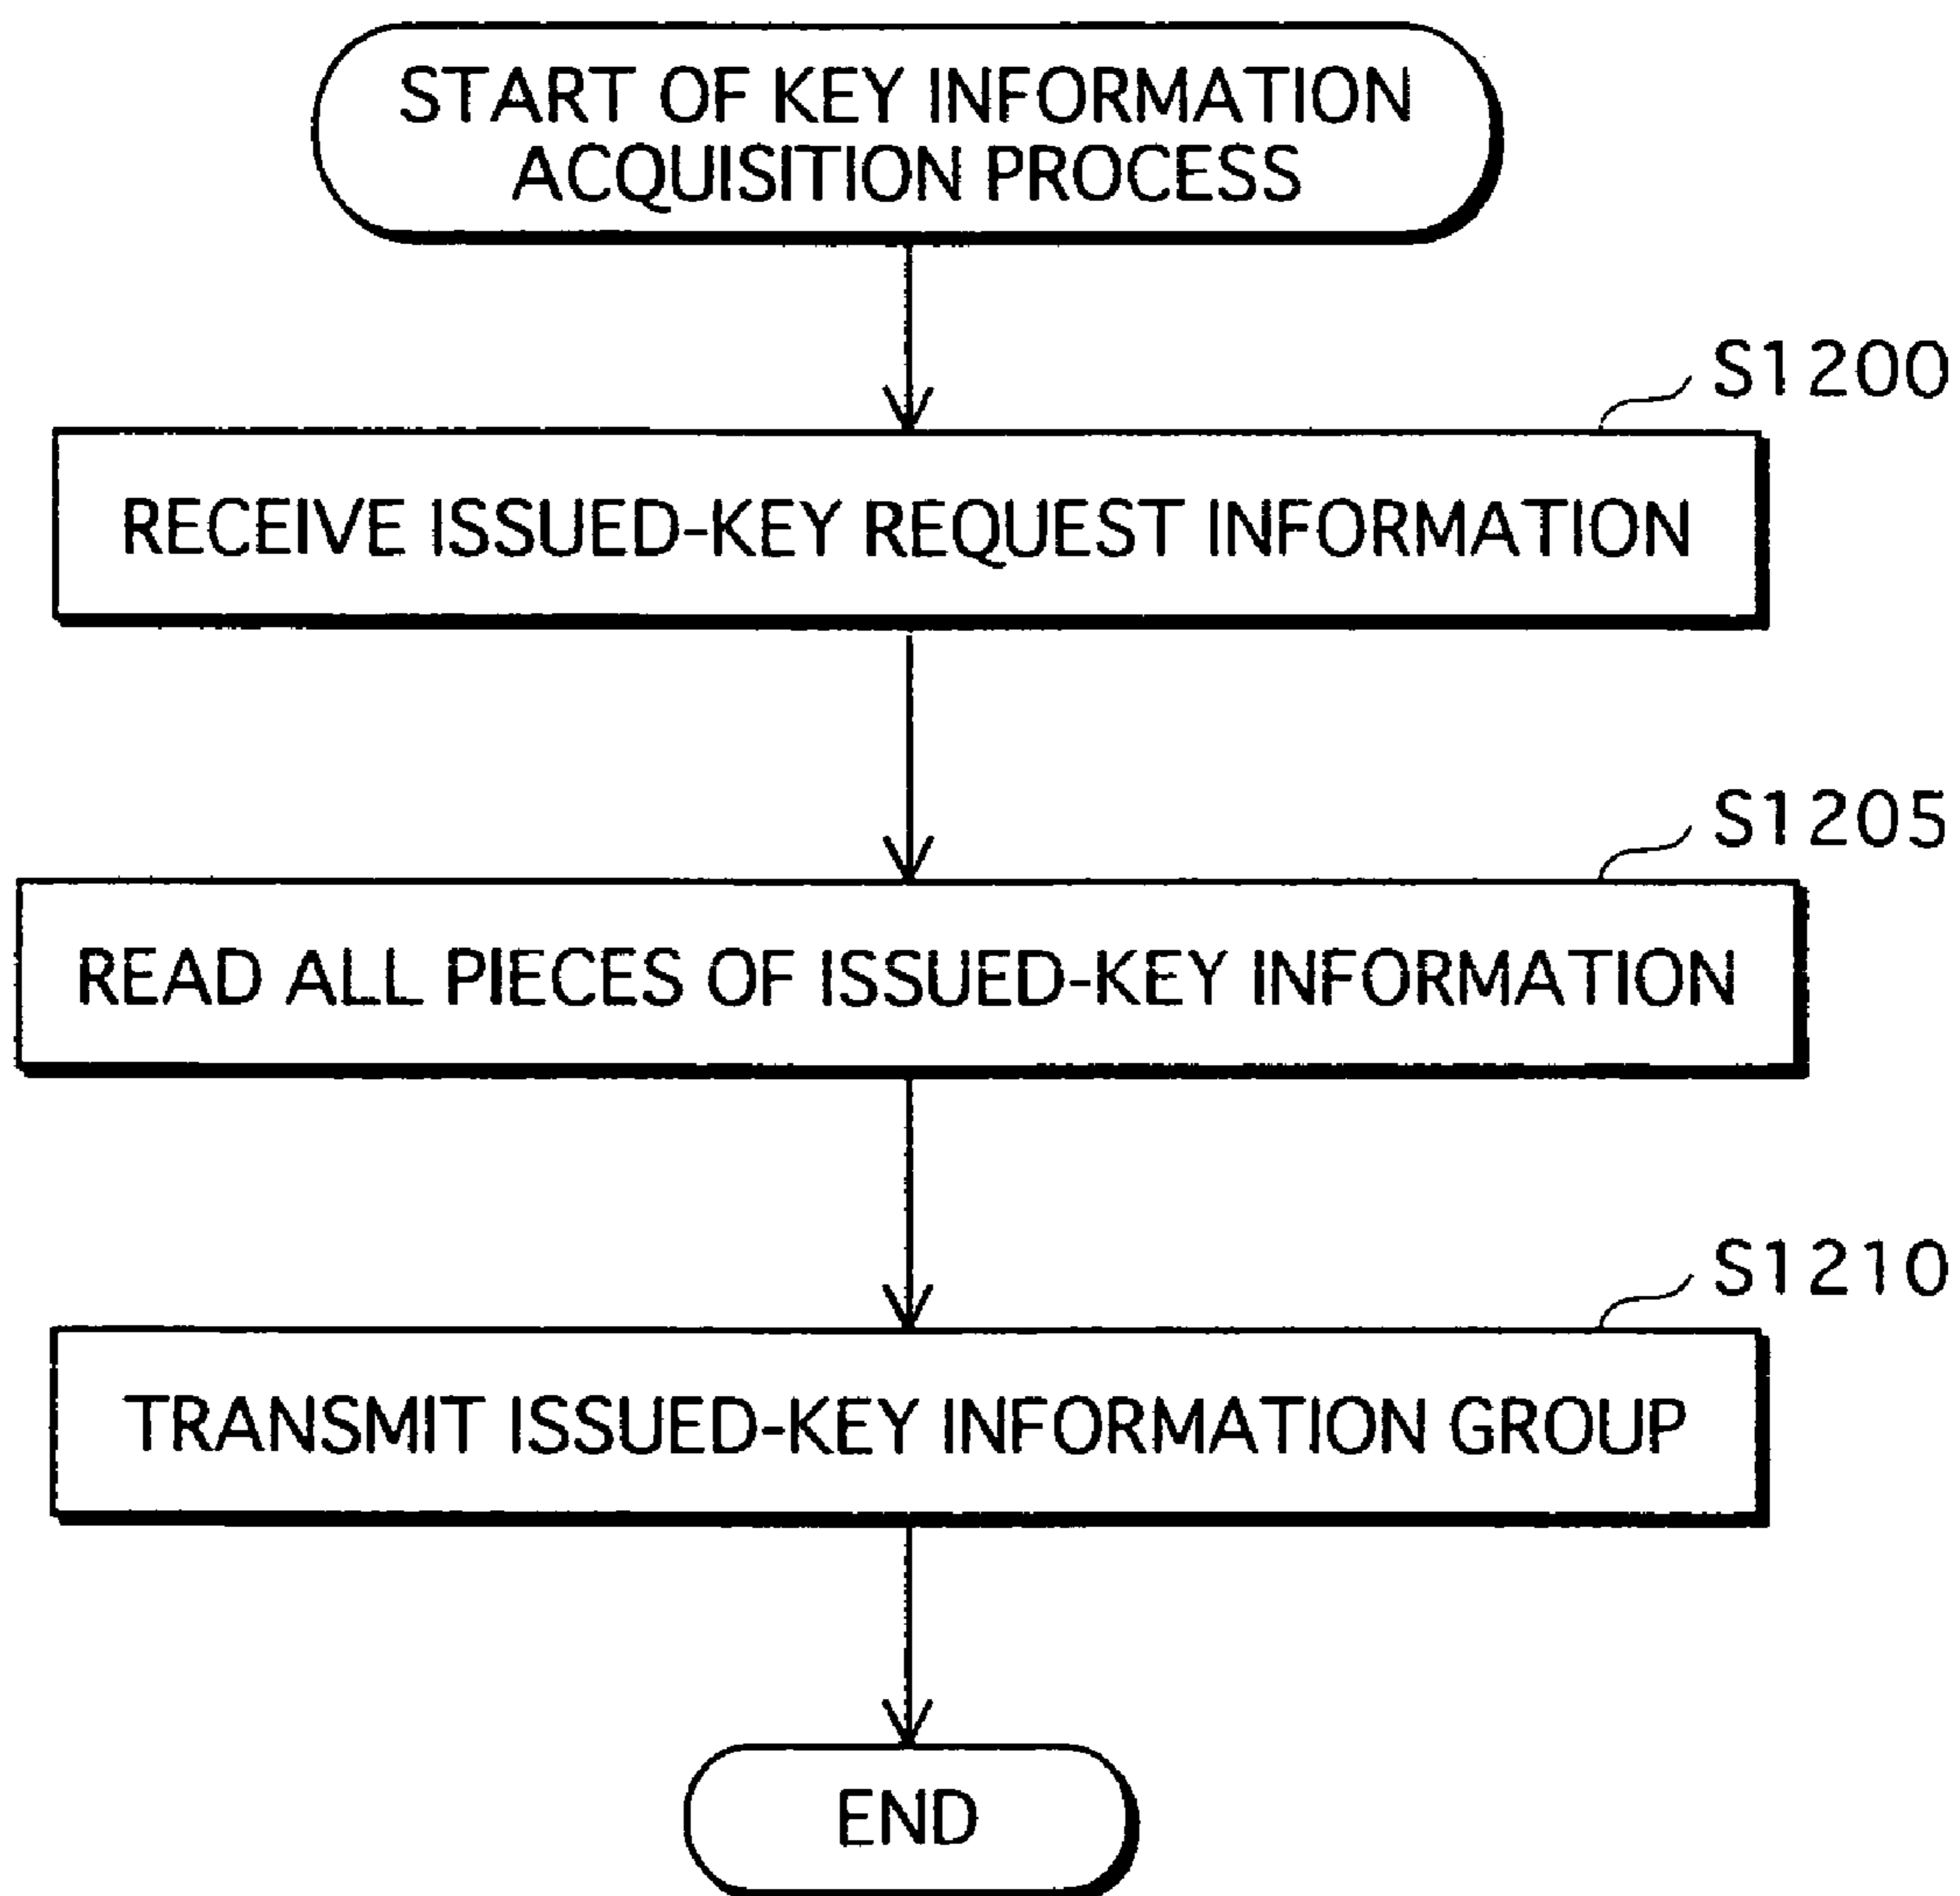 START OF KEY INFORMATION
ACQUISITION PROCESS
S1200
RECEIVE ISSUED-KEY REQUEST INFORMATION
S1205
READ ALL PIECES OF ISSUED-KEY INFORMATION
S1210
TRANSMIT ISSUED-KEY INFORMATION GROUP
END